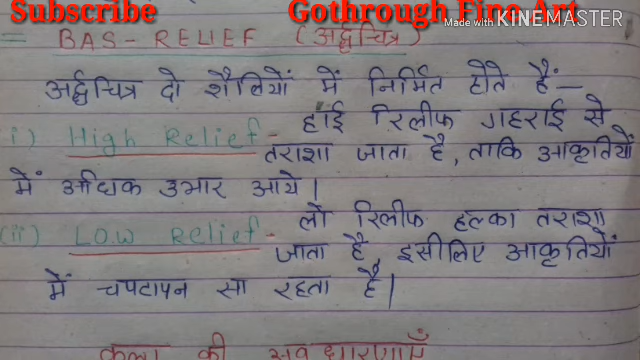 Subscribe Gothrough Fine Art
Made with KINEMASTER
= BAS-RELIEF (अर्द्धचित्र)
अर्द्धचित्र दो शैलियों में निर्मित होते हैं—
i) High Relief - हाई रिलीफ गहराई से
तराशा जाता है, ताकि आकृतियों
में अधिक उभार आये।
(ii) Low Relief - लो रिलीफ हल्का तराशा
जाता है इसीलिए आकृतियों
में चपटापन सा रहता है।
कला की अवधारणाएँ